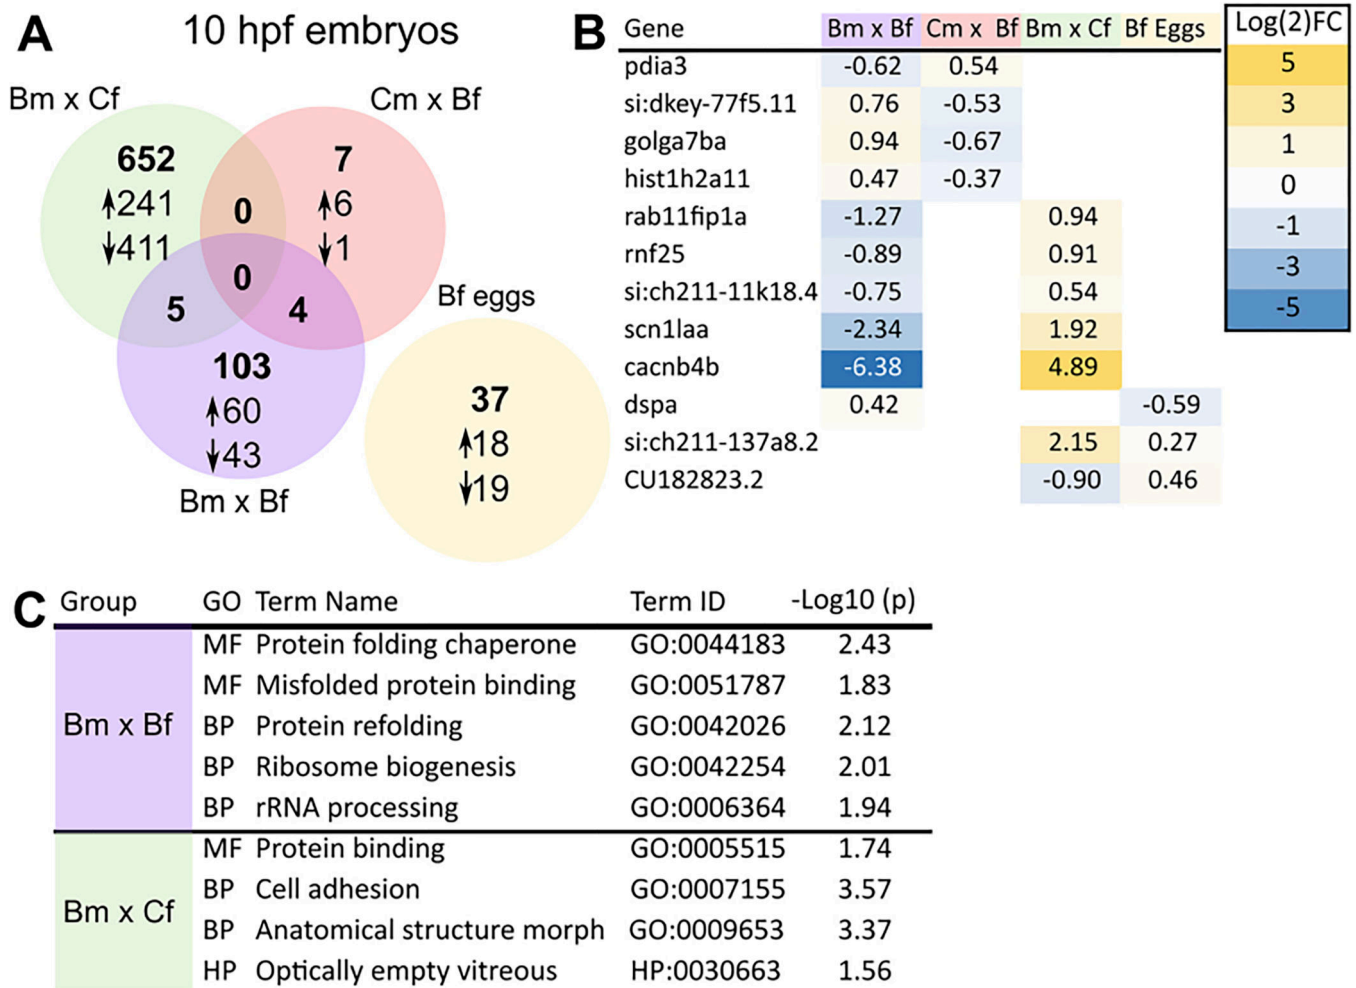 A
10 hpf embryos
Bm x Cf
Cm x Bf
652
↑241
↓411
0
7
↑6
↓1
0
5
4
103
↑60
↓43
Bm x Bf
Bf eggs
37
↑18
↓19
B
Gene Bm x Bf Cm x Bf Bm x Cf Bf Eggs
pdia3 -0.62 0.54
si:dkey-77f5.11 0.76 -0.53
golga7ba 0.94 -0.67
hist1h2a11 0.47 -0.37
rab11fip1a -1.27 0.94
rnf25 -0.89 0.91
si:ch211-11k18.4 -0.75 0.54
scn1laa -2.34 1.92
cacnb4b -6.38 4.89
dspa 0.42 -0.59
si:ch211-137a8.2 2.15 0.27
CU182823.2 -0.90 0.46
Log(2)FC
5
3
1
0
-1
-3
-5
C
Group GO Term Name Term ID -Log10 (p)
Bm x Bf
MF Protein folding chaperone GO:0044183 2.43
MF Misfolded protein binding GO:0051787 1.83
BP Protein refolding GO:0042026 2.12
BP Ribosome biogenesis GO:0042254 2.01
BP rRNA processing GO:0006364 1.94
Bm x Cf
MF Protein binding GO:0005515 1.74
BP Cell adhesion GO:0007155 3.57
BP Anatomical structure morph GO:0009653 3.37
HP Optically empty vitreous HP:0030663 1.56